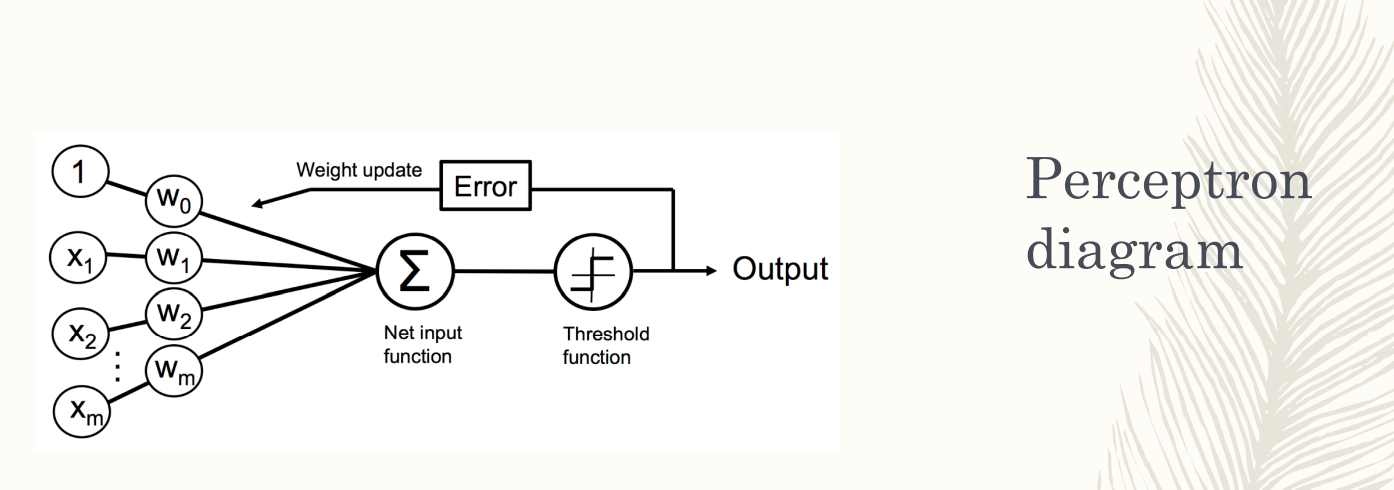 Perceptron
diagram
1
w0
x1
w1
x2
w2
⋮
xm
wm
Weight update
Error
Σ
Net input
function
Threshold
function
Output